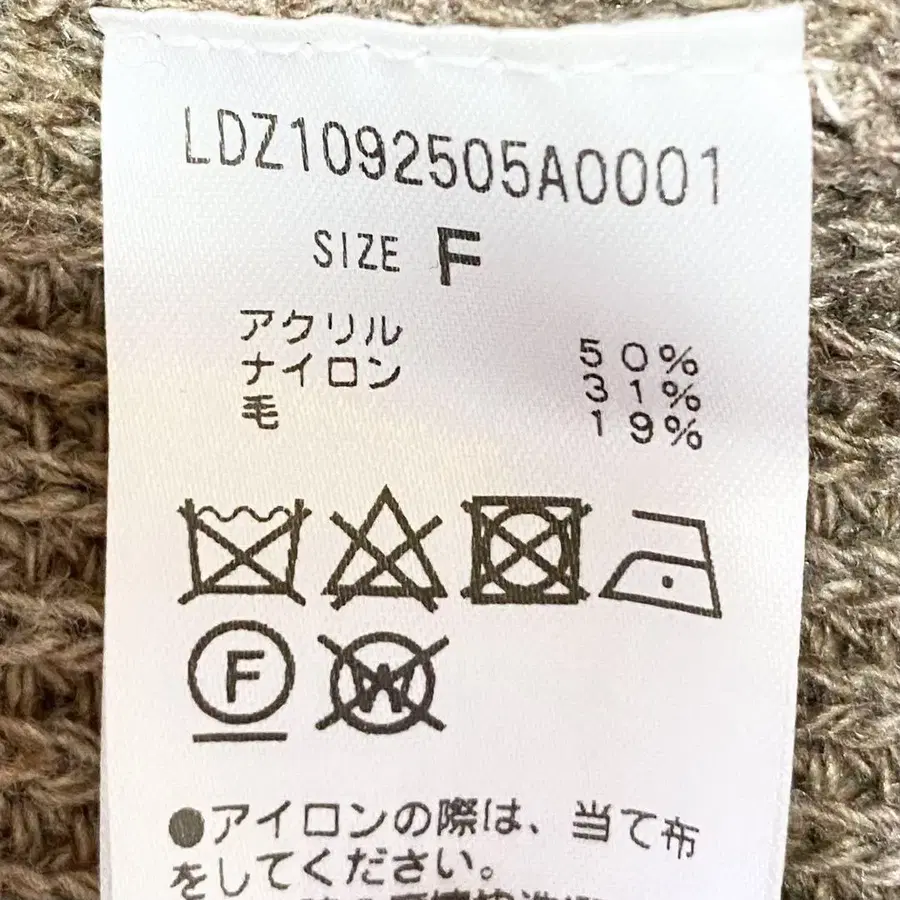 LDZ1092505A0001
SIZE F
アクリル 50%
ナイロン 31%
毛 19%
F
W
●アイロンの際は、当て布
をしてください。